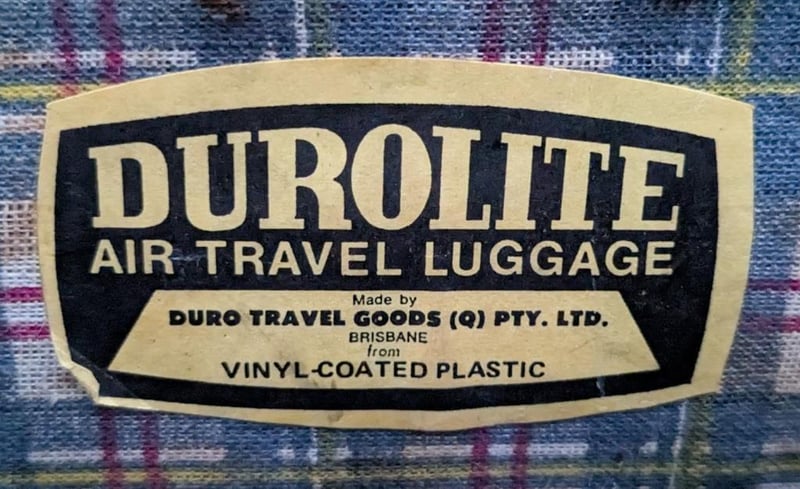 DUROLITE
AIR TRAVEL LUGGAGE
Made by
DURO TRAVEL GOODS (Q) PTY. LTD.
BRISBANE
from
VINYL-COATED PLASTIC